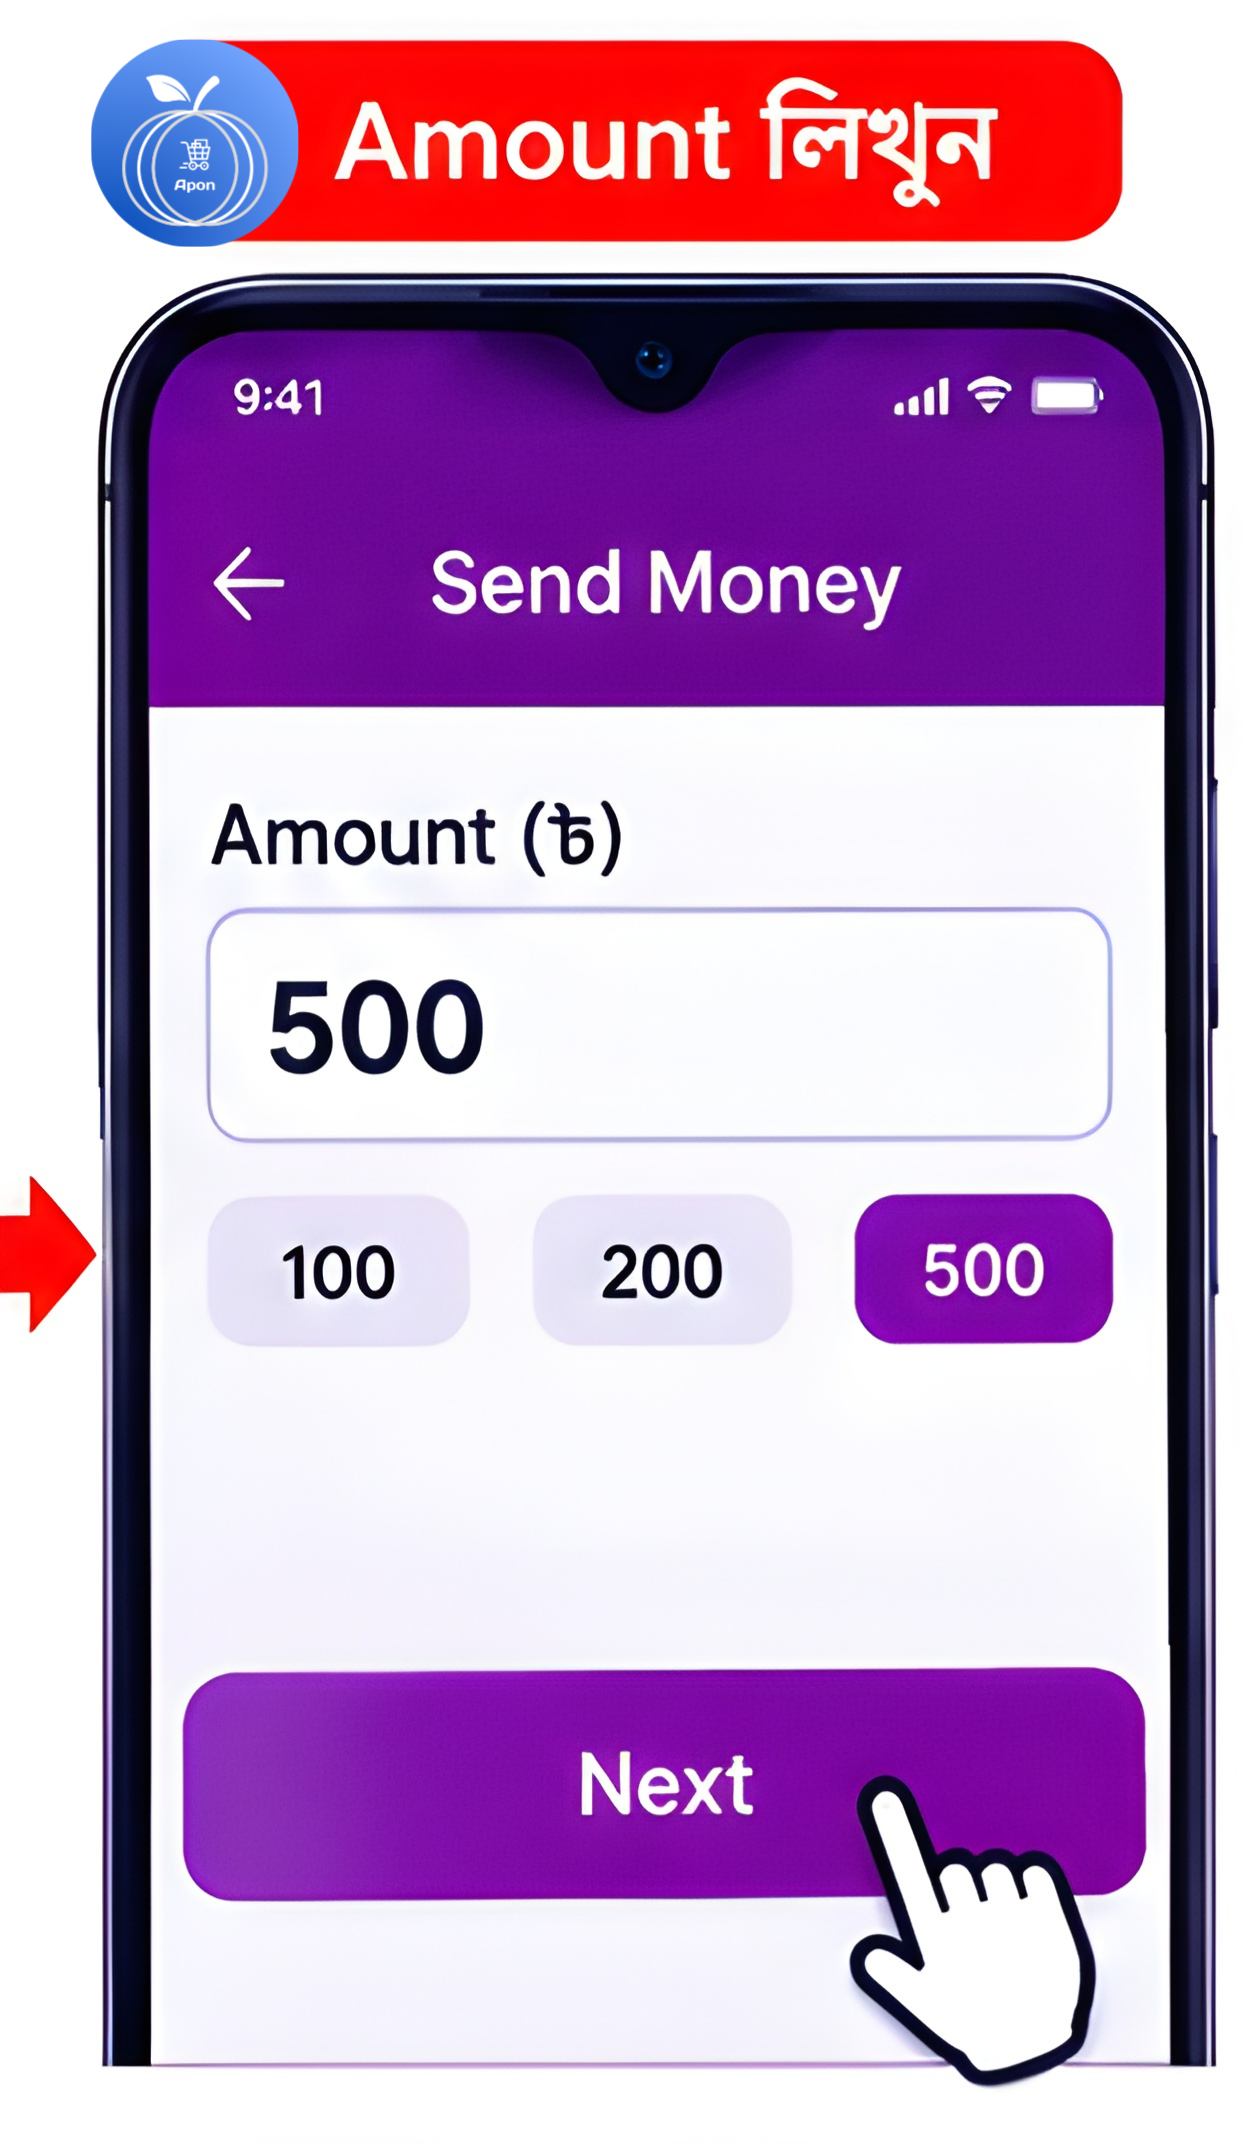 Apon
Amount লিখুন
9:41
Send Money
Amount (৳)
500
100 200 500
Next